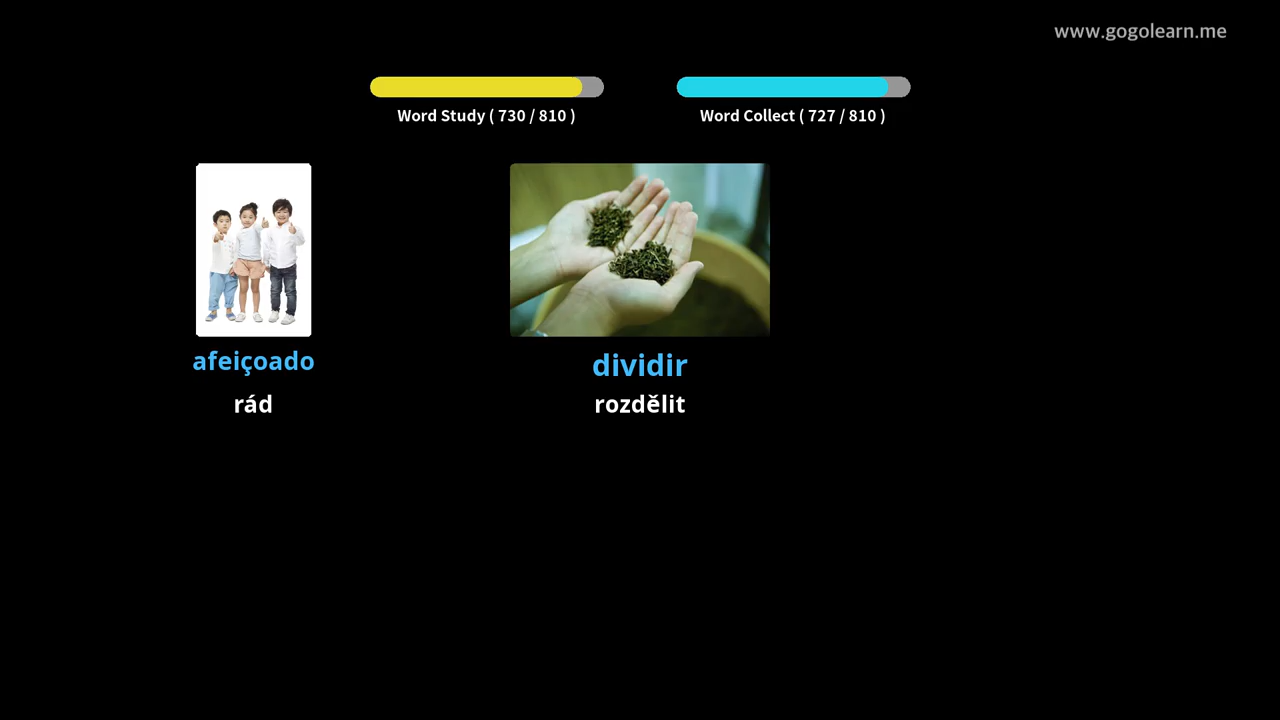 www.gogolearn.me
Word Study ( 730 / 810 )
Word Collect ( 727 / 810 )
afeiçoado
rád
dividir
rozdělit